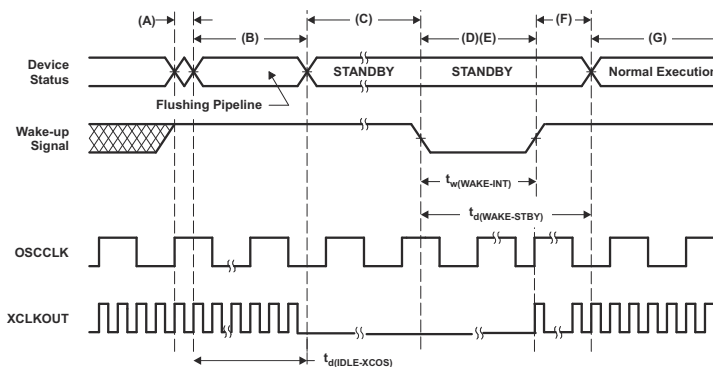 (A)
(B)
(C)
(D)(E)
(F)
(G)
Device
Status
STANDBY
STANDBY
Normal Execution
Flushing Pipeline
Wake-up
Signal
tw(WAKE-INT)
td(WAKE-STBY)
OSCCLK
XCLKOUT
td(IDLE-XCOS)